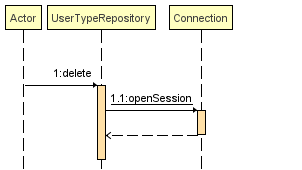 Actor
UserTypeRepository
Connection
1:delete
1.1:openSession